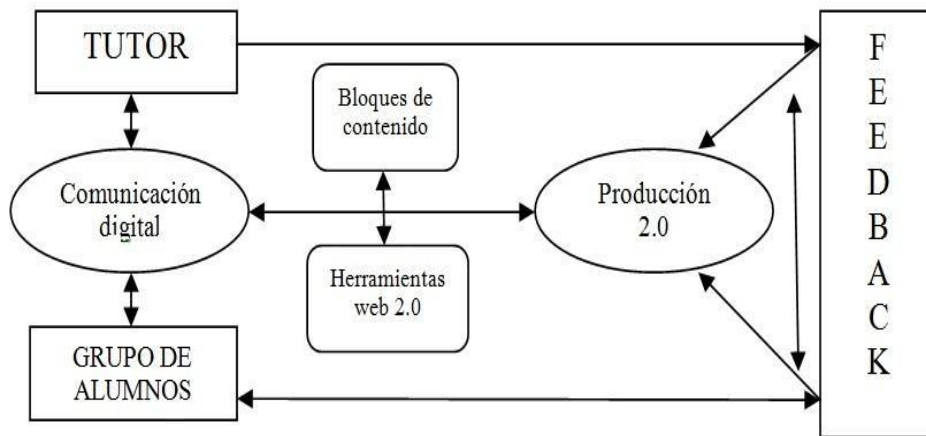 TUTOR
Bloques de
contenido
Comunicación
digital
Producción
2.0
Herramientas
web 2.0
GRUPO DE
ALUMNOS
F
E
E
D
B
A
C
K